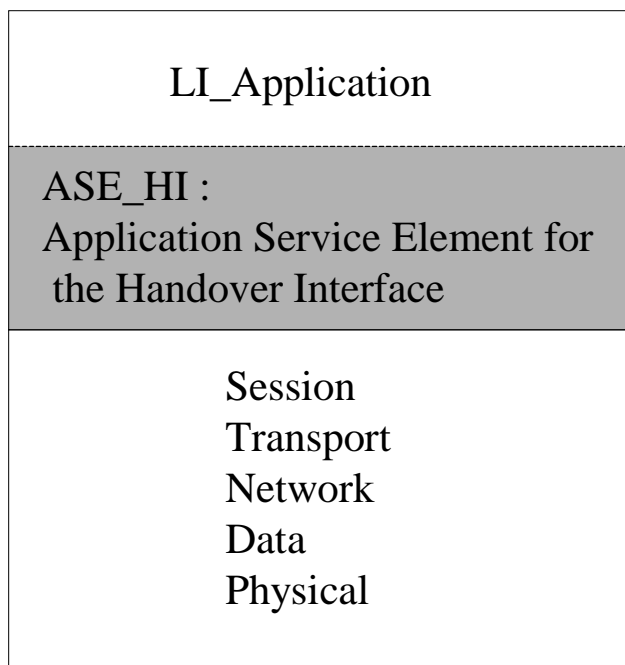 LI_Application
ASE_HI :
Application Service Element for
the Handover Interface
Session
Transport
Network
Data
Physical